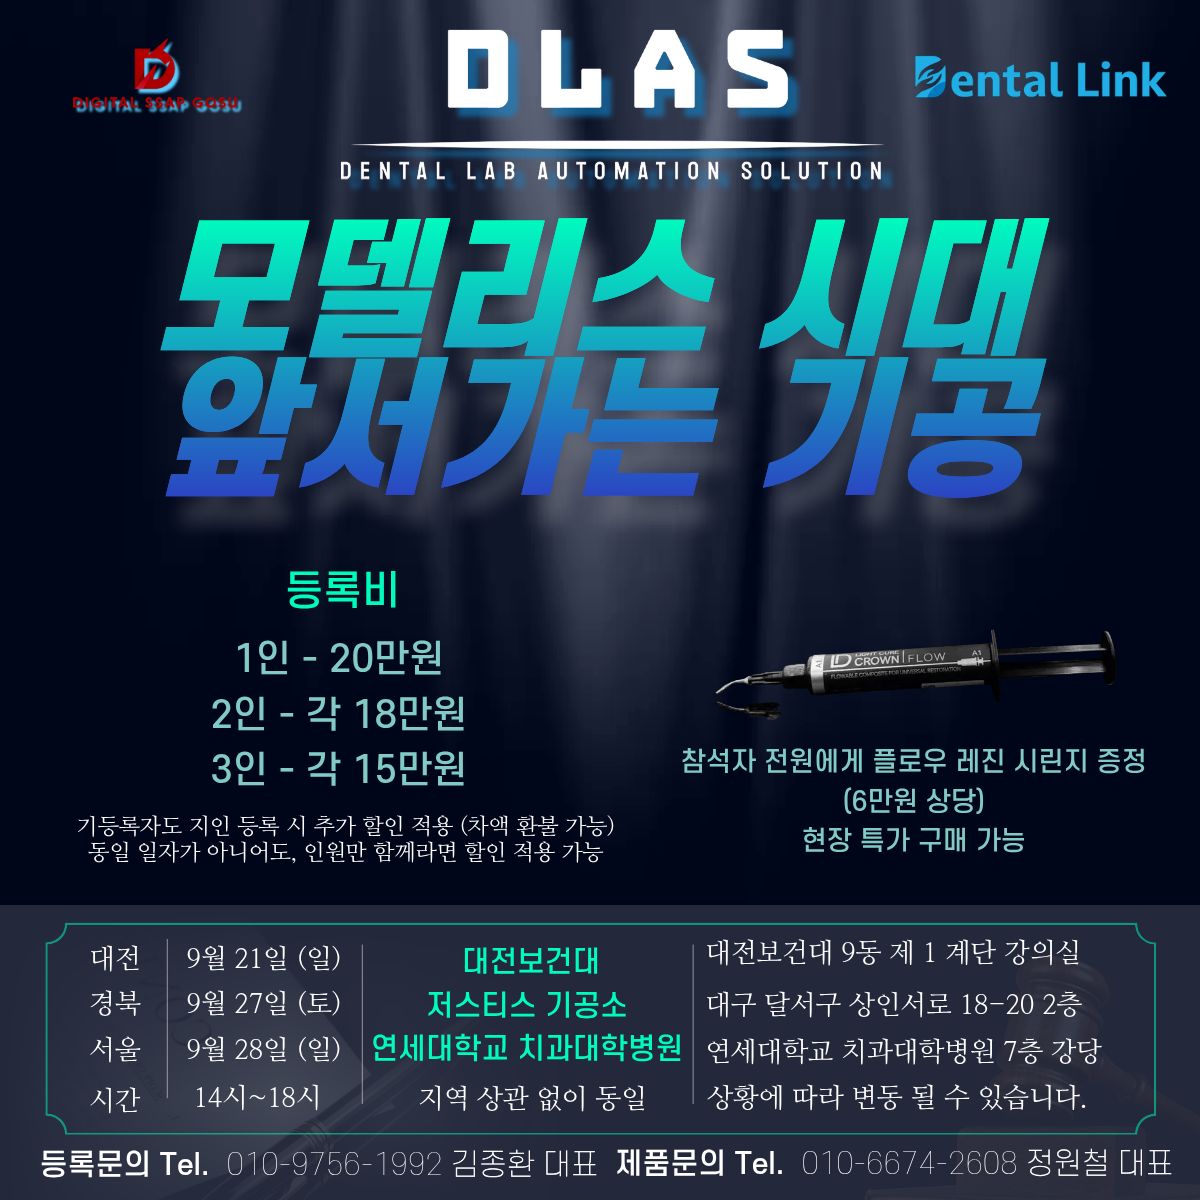 DIGITAL SSAP GOSU
DLAS
Dental Link
DENTAL LAB AUTOMATION SOLUTION
모델리스 시대
앞서가는 기공
등록비
1인 - 20만원
2인 - 각 18만원
3인 - 각 15만원
기등록자도 지인 등록 시 추가 할인 적용 (차액 환불 가능)
동일 일자가 아니어도, 인원만 함께라면 할인 적용 가능
A1
LIGHT CURE
CROWN FLOW
FLOWABLE COMPOSITE FOR UNIVERSAL RESTORATION
A1
참석자 전원에게 플로우 레진 시린지 증정
(6만원 상당)
현장 특가 구매 가능
대전 9월 21일 (일) 대전보건대 대전보건대 9동 제 1 계단 강의실
경북 9월 27일 (토) 저스티스 기공소 대구 달서구 상인서로 18-20 2층
서울 9월 28일 (일) 연세대학교 치과대학병원 연세대학교 치과대학병원 7층 강당
시간 14시~18시 지역 상관 없이 동일 상황에 따라 변동 될 수 있습니다.
등록문의 Tel. 010-9756-1992 김종환 대표 제품문의 Tel. 010-6674-2608 정원철 대표